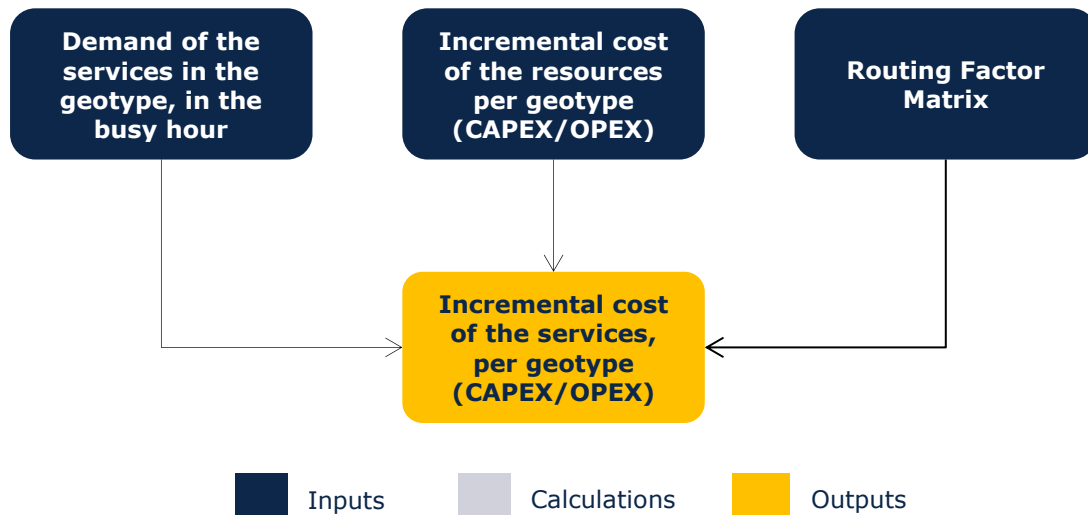 Demand of the
services in the
geotype, in the
busy hour
Incremental cost
of the resources
per geotype
(CAPEX/OPEX)
Routing Factor
Matrix
Incremental cost
of the services,
per geotype
(CAPEX/OPEX)
Inputs
Calculations
Outputs